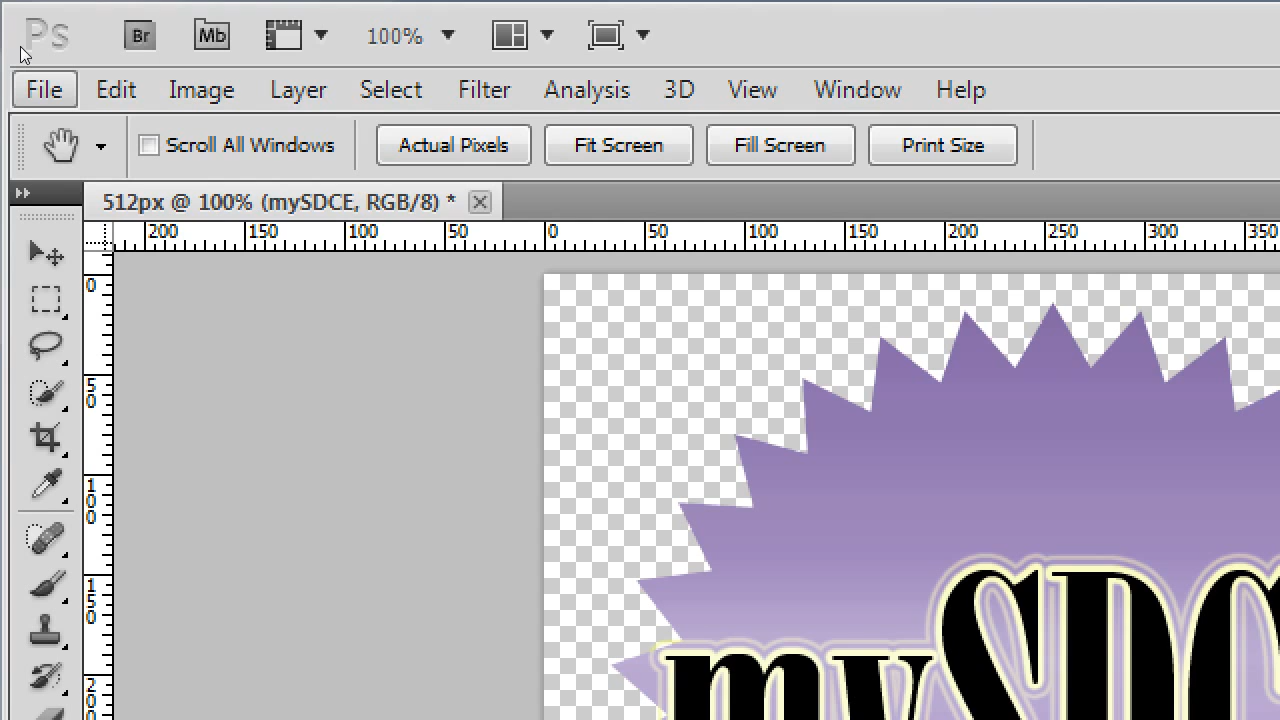 Ps Br Mb 100%
File Edit Image Layer Select Filter Analysis 3D View Window Help
Scroll All Windows Actual Pixels Fit Screen Fill Screen Print Size
512px @ 100% (mySDCE, RGB/8) *
200 150 100 50 0 50 100 150 200 250 300 350
0
50
100
150
200
mySDC